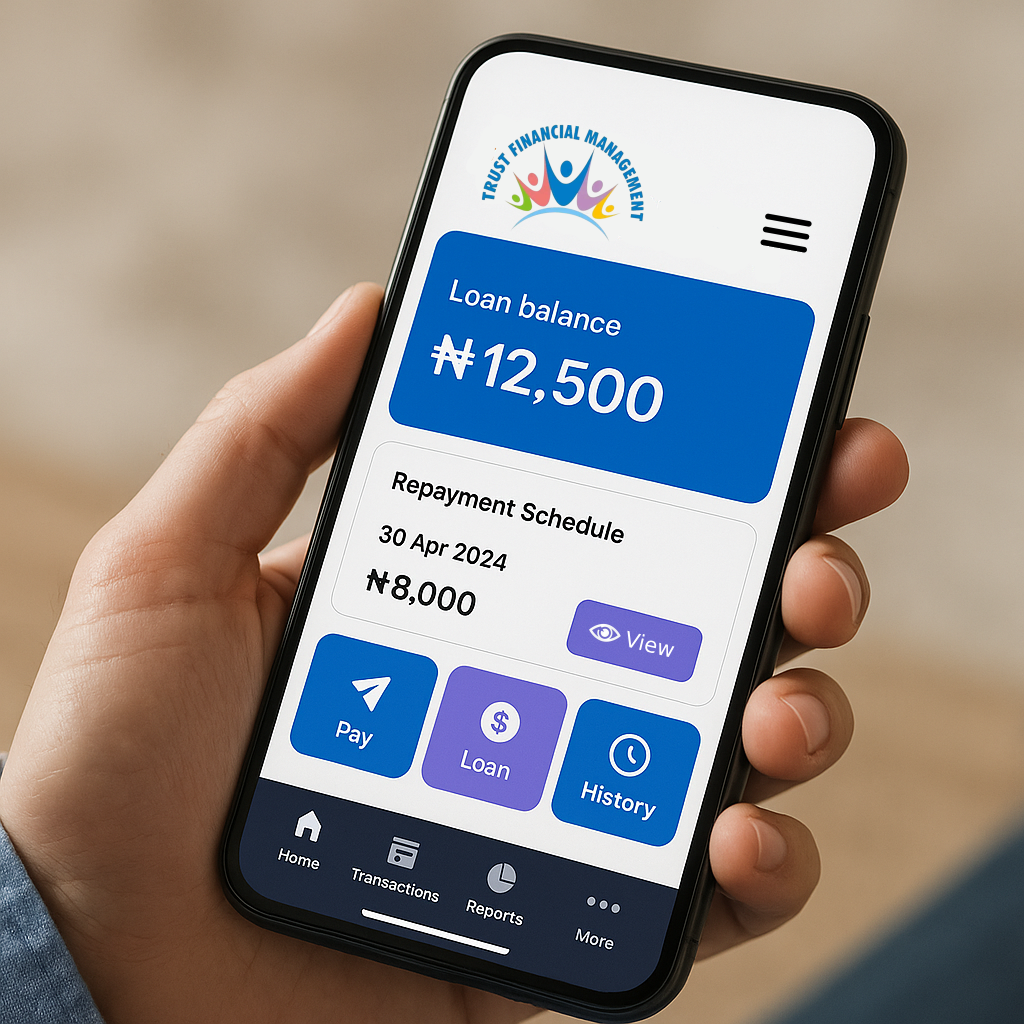 TRUST FINANCIAL MANAGEMENT
Loan balance
₦12,500
Repayment Schedule
30 Apr 2024
₦8,000
View
Pay
$
Loan
History
Home
Transactions
Reports
More